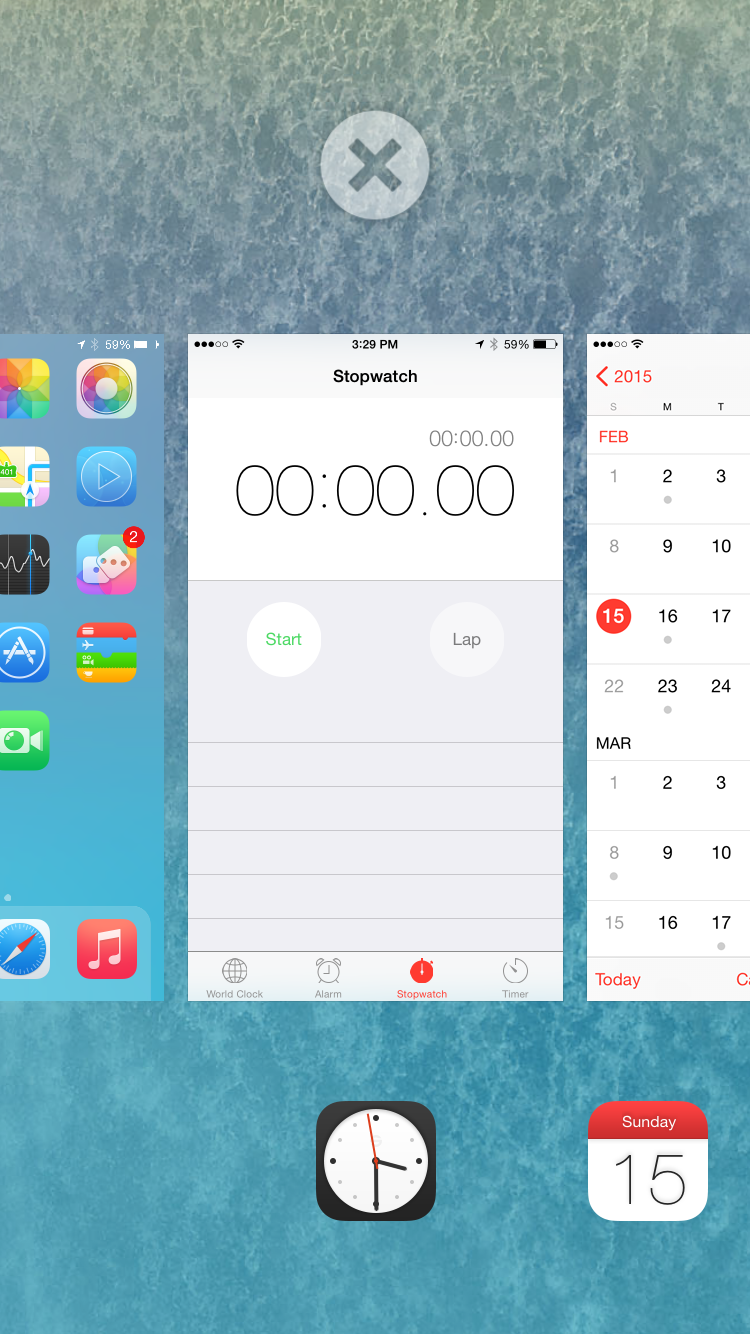 59%
401
2
3:29 PM
59%
Stopwatch
00:00.00
00:00.00
Start
Lap
World Clock
Alarm
Stopwatch
Timer
2015
S M T
FEB
1 2 3
8 9 10
15 16 17
22 23 24
MAR
1 2 3
8 9 10
15 16 17
Today
Sunday
15